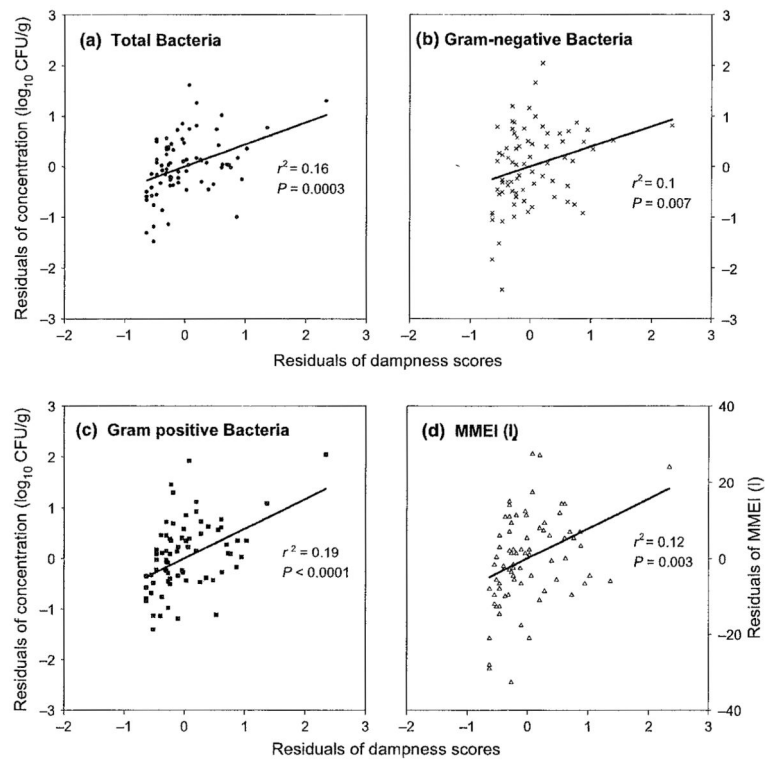 (a) Total Bacteria
3
2
1
0
–1
–2
–3
–2 –1 0 1 2 3
Residuals of concentration (log10 CFU/g)
r2 = 0.16
P = 0.0003
(b) Gram-negative Bacteria
3
2
1
0
–1
–2
–3
–2 –1 0 1 2 3
r2 = 0.1
P = 0.007
Residuals of dampness scores
(c) Gram positive Bacteria
3
2
1
0
–1
–2
–3
–2 –1 0 1 2 3
Residuals of concentration (log10 CFU/g)
r2 = 0.19
P < 0.0001
(d) MMEI (I)
40
20
0
–20
–40
–2 –1 0 1 2 3
Residuals of MMEI (I)
r2 = 0.12
P = 0.003
Residuals of dampness scores